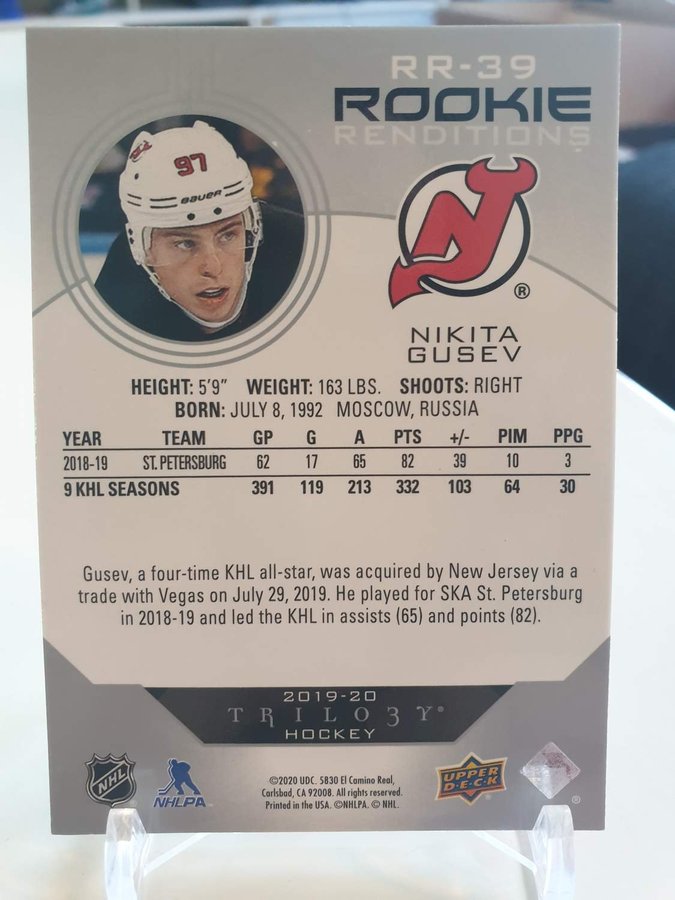 RR-39
ROOKIE
RENDITIONS
97
BAUER
N
®
NIKITA
GUSEV
HEIGHT: 5'9" WEIGHT: 163 LBS. SHOOTS: RIGHT
BORN: JULY 8, 1992 MOSCOW, RUSSIA
YEAR TEAM GP G A PTS +/- PIM PPG
2018-19 ST. PETERSBURG 62 17 65 82 39 10 3
9 KHL SEASONS 391 119 213 332 103 64 30
Gusev, a four-time KHL all-star, was acquired by New Jersey via a
trade with Vegas on July 29, 2019. He played for SKA St. Petersburg
in 2018-19 and led the KHL in assists (65) and points (82).
2019-20
TRILO3Y®
HOCKEY
NHL
NHLPA
©2020 UDC. 5830 El Camino Real,
Carlsbad, CA 92008. All rights reserved.
Printed in the USA. ©NHLPA. © NHL.
UPPER
DECK
®